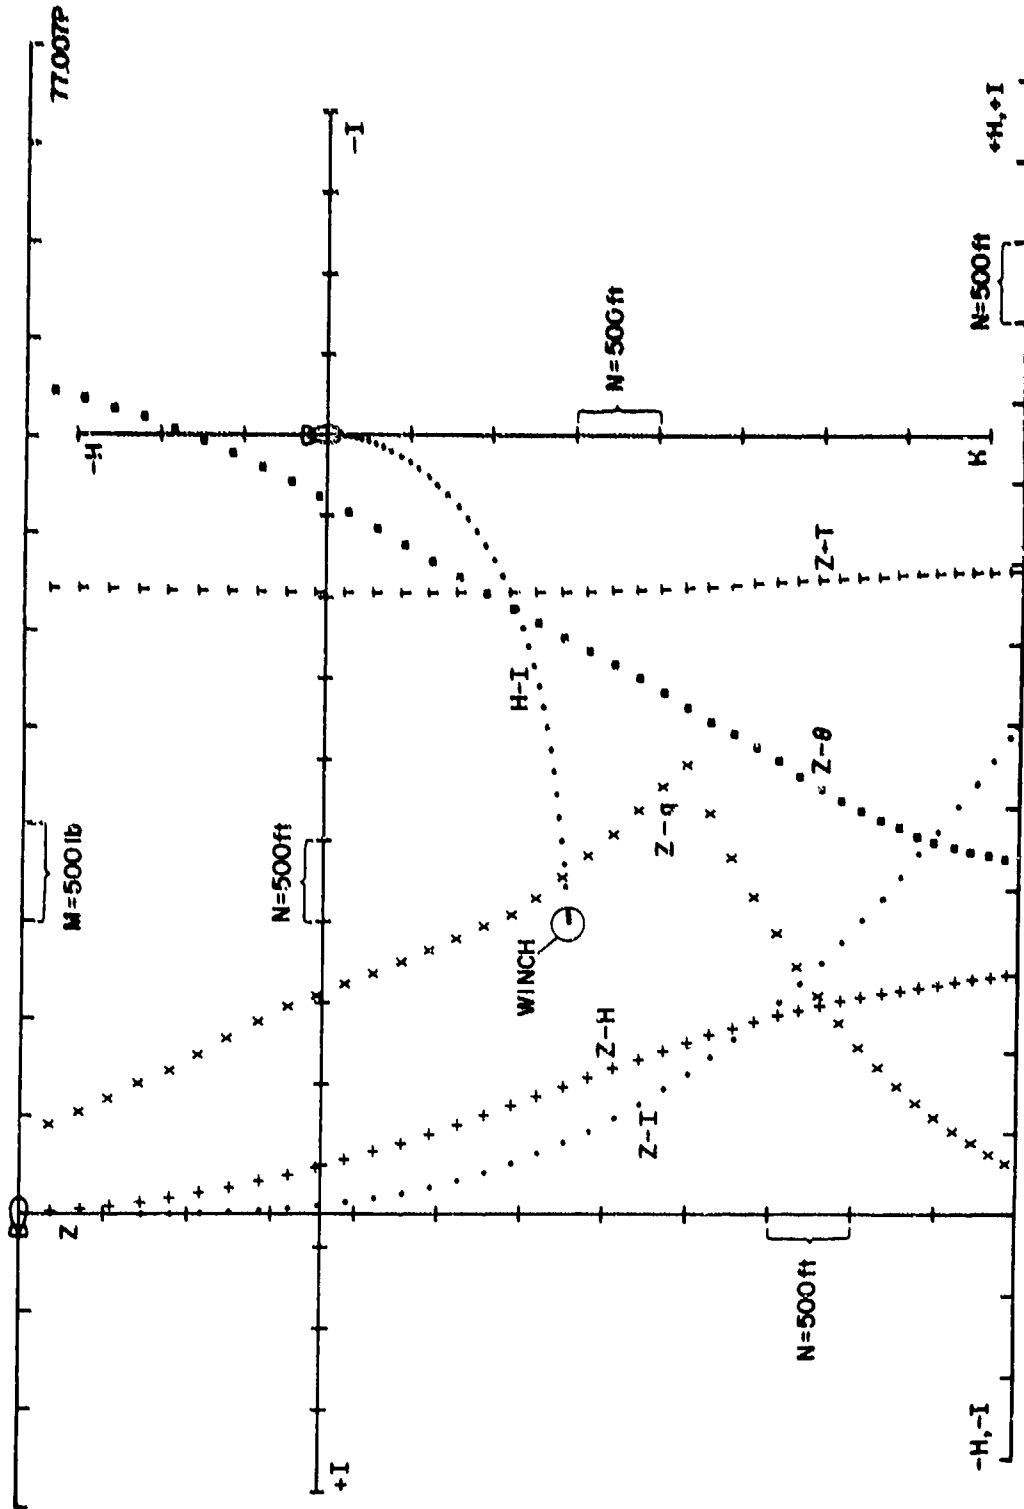 77.007P
M=500lb
Z
-H
-I
N=500ft
+I
N=500ft
H-I
WINCH
Z-T
Z-q
Z-θ
Z-H
Z-I
N=500ft
N=500ft
H
+H,+I
-H,-I